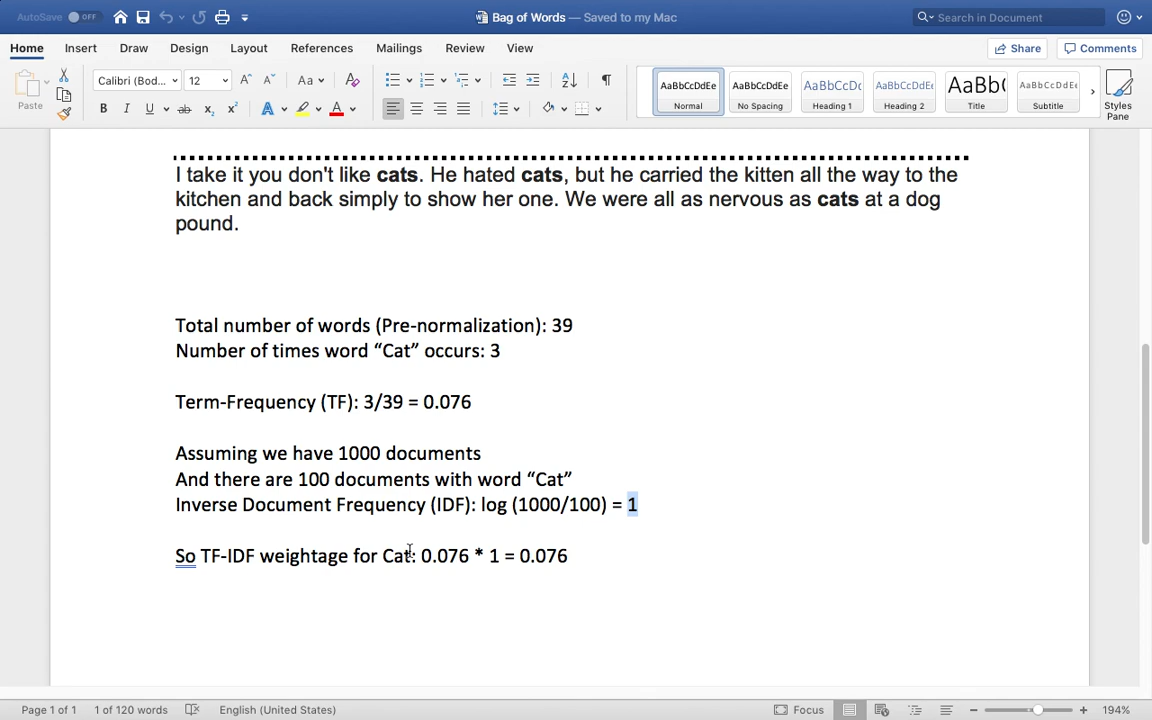 AutoSave OFF
Bag of Words — Saved to my Mac
Search in Document
Home Insert Draw Design Layout References Mailings Review View
Share Comments
Paste
Calibri (Bod... 12
AaBbCcDdEe AaBbCcDdEe AaBbCcDc AaBbCcDdEe AaBb( AaBbCcDdEe
Normal No Spacing Heading 1 Heading 2 Title Subtitle
Styles
Pane
I take it you don't like cats. He hated cats, but he carried the kitten all the way to the
kitchen and back simply to show her one. We were all as nervous as cats at a dog
pound.
Total number of words (Pre-normalization): 39
Number of times word “Cat” occurs: 3
Term-Frequency (TF): 3/39 = 0.076
Assuming we have 1000 documents
And there are 100 documents with word “Cat”
Inverse Document Frequency (IDF): log (1000/100) = 1
So TF-IDF weightage for Cat: 0.076 * 1 = 0.076
Page 1 of 1 1 of 120 words English (United States) Focus 194%